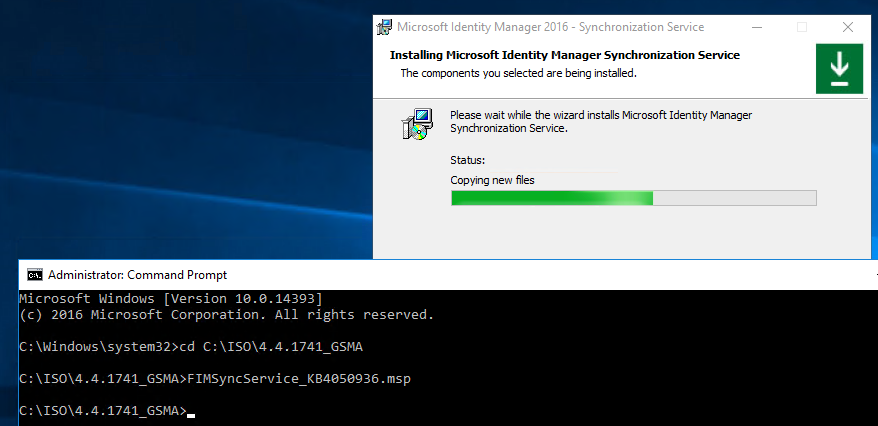 Microsoft Identity Manager 2016 - Synchronization Service
Installing Microsoft Identity Manager Synchronization Service
The components you selected are being installed.
Please wait while the wizard installs Microsoft Identity Manager
Synchronization Service.
Status:
Copying new files
Administrator: Command Prompt
Microsoft Windows [Version 10.0.14393]
(c) 2016 Microsoft Corporation. All rights reserved.
C:\Windows\system32>cd C:\ISO\4.4.1741_GSMA
C:\ISO\4.4.1741_GSMA>FIMSyncService_KB4050936.msp
C:\ISO\4.4.1741_GSMA>